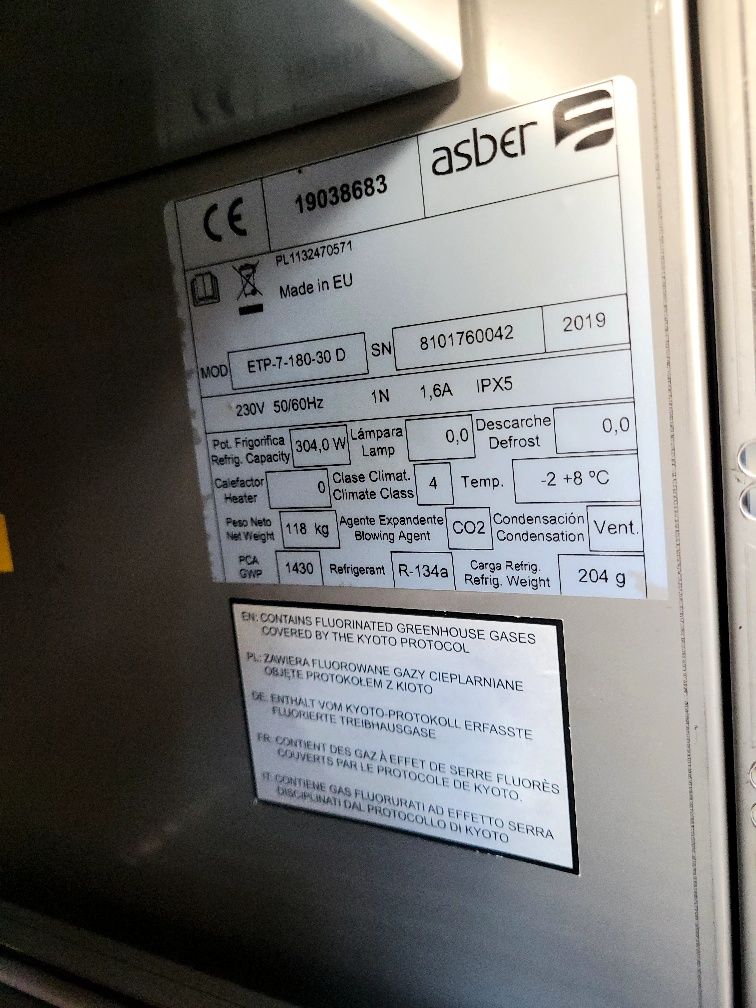 CE
19038683
asber
PL1132470571
Made in EU
MOD ETP-7-180-30 D SN 8101760042 2019
230V 50/60Hz 1N 1,6A IPX5
Pot. Frigorifica
Refrig. Capacity
304,0 W
Lámpara
Lamp
0,0
Descarche
Defrost
0,0
Calefactor
Heater
0
Clase Climat.
Climate Class
4
Temp.
-2 +8 ºC
Peso Neto
Net Weight
118 kg
Agente Expandente
Blowing Agent
CO2
Condensación
Condensation
Vent.
PCA
GWP
1430
Refrigerant
R-134a
Carga Refrig.
Refrig. Weight
204 g
EN: CONTAINS FLUORINATED GREENHOUSE GASES
COVERED BY THE KYOTO PROTOCOL
PL: ZAWIERA FLUOROWANE GAZY CIEPLARNIANE
OBJĘTE PROTOKOŁEM Z KIOTO
DE: ENTHALT VOM KYOTO-PROTOKOLL ERFASSTE
FLUORIERTE TREIBHAUSGASE
FR: CONTIENT DES GAZ À EFFET DE SERRE FLUORÈS
COUVERTS PAR LE PROTOCOLE DE KYOTO.
IT: CONTIENE GAS FLUORURATI AD EFFETTO SERRA
DISCIPLINATI DAL PROTOCOLLO DI KYOTO